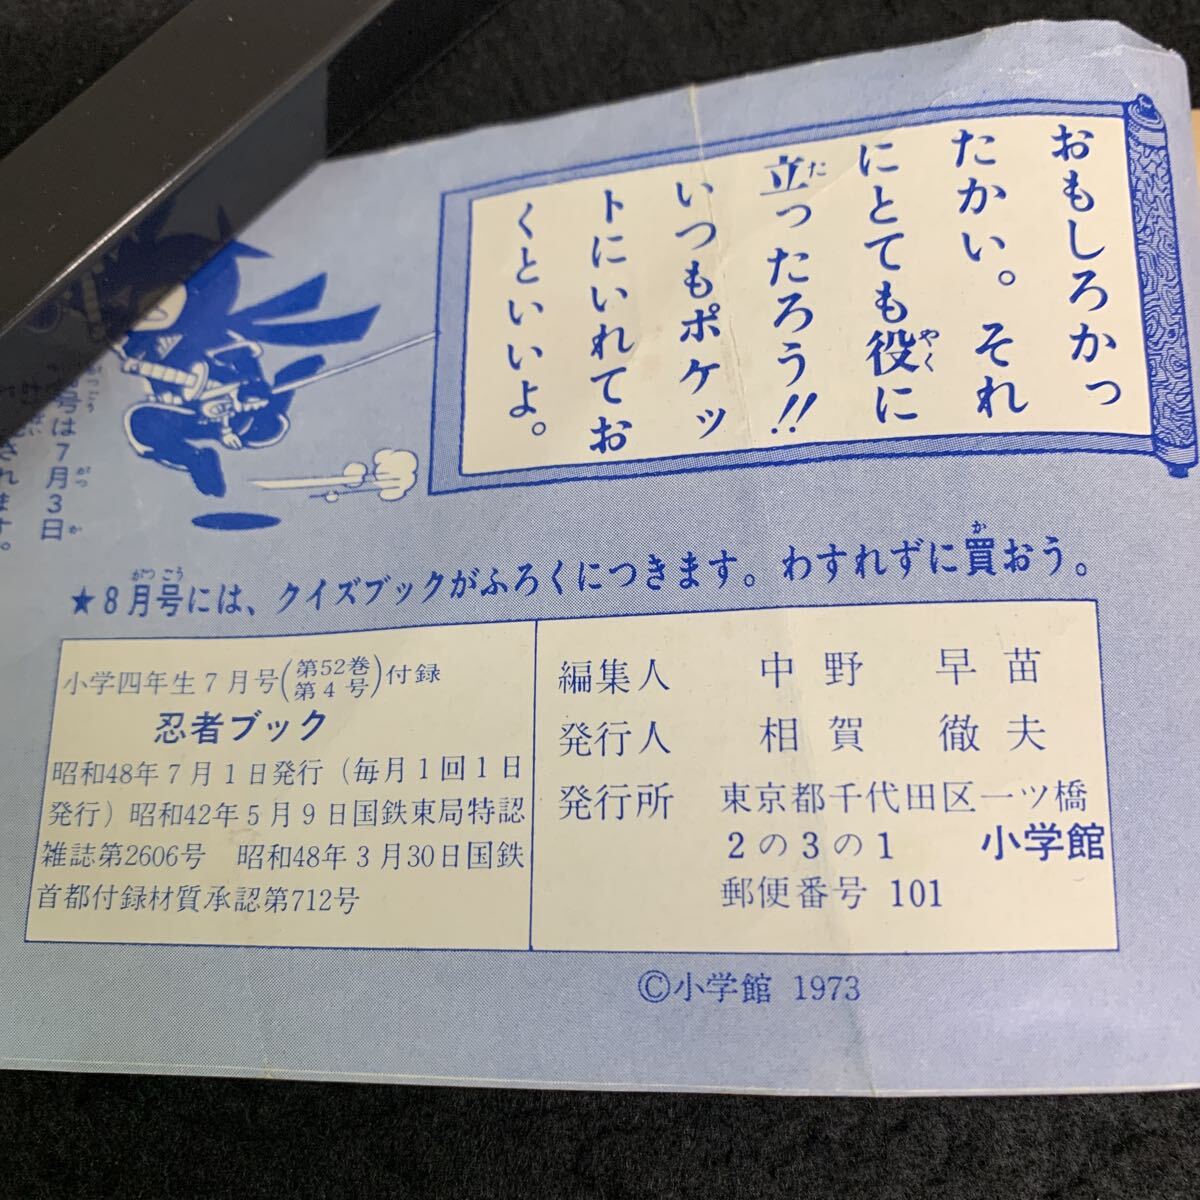 おもしろかっ
たかい。それ
にとても役に
立ったろう!!
いつもポケッ
トにいれてお
くといいよ。
号は7月3日
されます。
★8月号には、クイズブックがふろくにつきます。わすれずに買おう。
小学四年生7月号(第52巻第4号)付録
忍者ブック
昭和48年7月1日発行(毎月1回1日
発行)昭和42年5月9日国鉄東局特認
雑誌第2606号 昭和48年3月30日国鉄
首都付録材質承認第712号
編集人 中野 早苗
発行人 相賀 徹夫
発行所 東京都千代田区一ツ橋
2の3の1 小学館
郵便番号 101
©小学館 1973